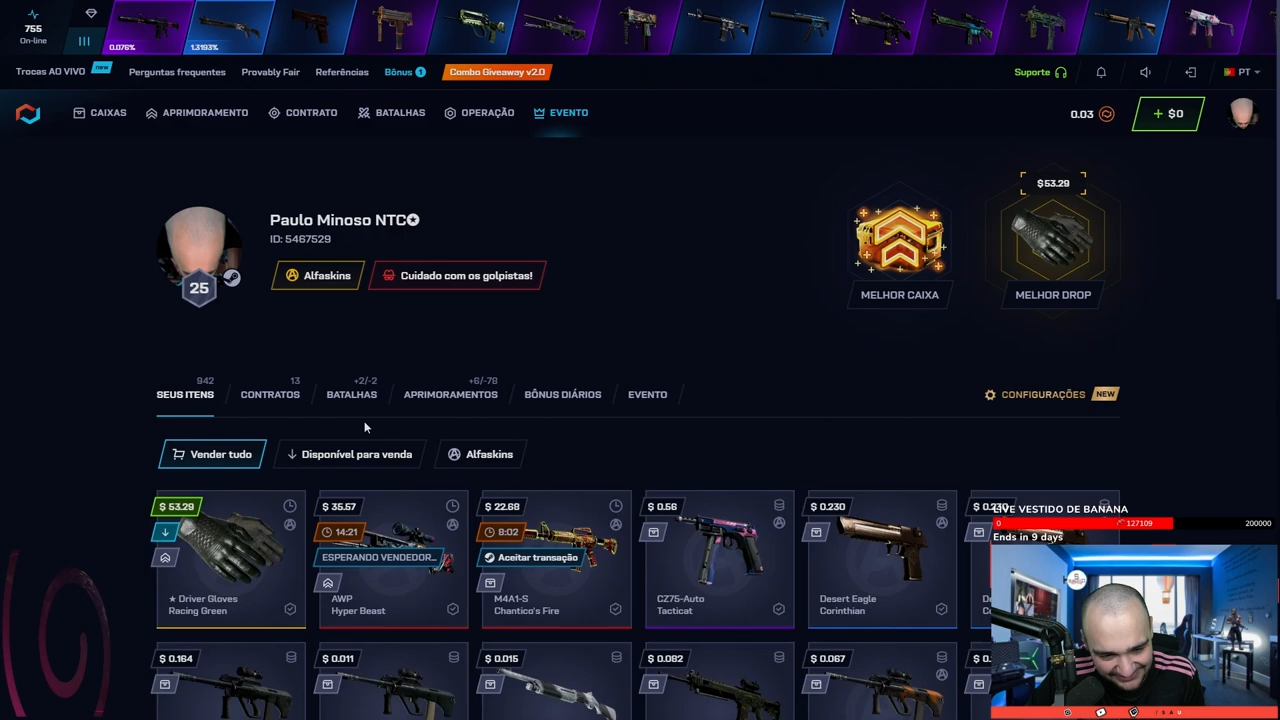 755
On-line
0.076%
1.3193%
Trocas AO VIVO
new
Perguntas frequentes
Provably Fair
Referências
Bônus 1
Combo Giveaway v2.0
Suporte
PT
CAIXAS
APRIMORAMENTO
CONTRATO
BATALHAS
OPERAÇÃO
EVENTO
0.03
+ $0
$53.29
Paulo Minoso NTC
ID: 5467529
25
Alfaskins
Cuidado com os golpistas!
MELHOR CAIXA
MELHOR DROP
942
SEUS ITENS
13
CONTRATOS
+2/-2
BATALHAS
+6/-78
APRIMORAMENTOS
BÔNUS DIÁRIOS
EVENTO
CONFIGURAÇÕES
NEW
Vender tudo
Disponível para venda
Alfaskins
$ 53.29
★ Driver Gloves
Racing Green
$ 35.57
14:21
ESPERANDO VENDEDOR...
AWP
Hyper Beast
$ 22.68
8:02
Aceitar transação
M4A1-S
Chantico's Fire
$ 0.56
CZ75-Auto
Tacticat
$ 0.230
Desert Eagle
Corinthian
LIVE VESTIDO DE BANANA
0
127109
200000
Ends in 9 days
$ 0.164
$ 0.011
$ 0.015
$ 0.082
$ 0.067